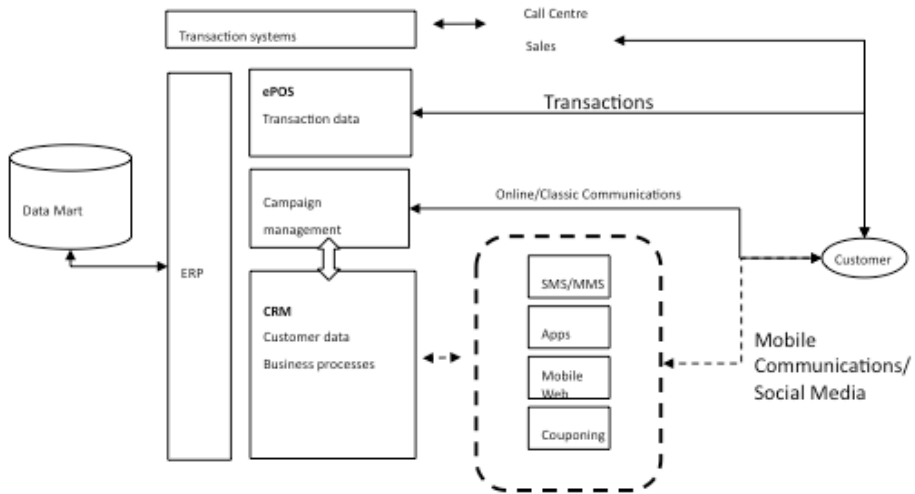 Transaction systems
Call Centre
Sales
ePOS
Transaction data
Transactions
Data Mart
Campaign
management
Online/Classic Communications
ERP
CRM
Customer data
Business processes
SMS/MMS
Apps
Mobile
Web
Couponing
Customer
Mobile
Communications/
Social Media